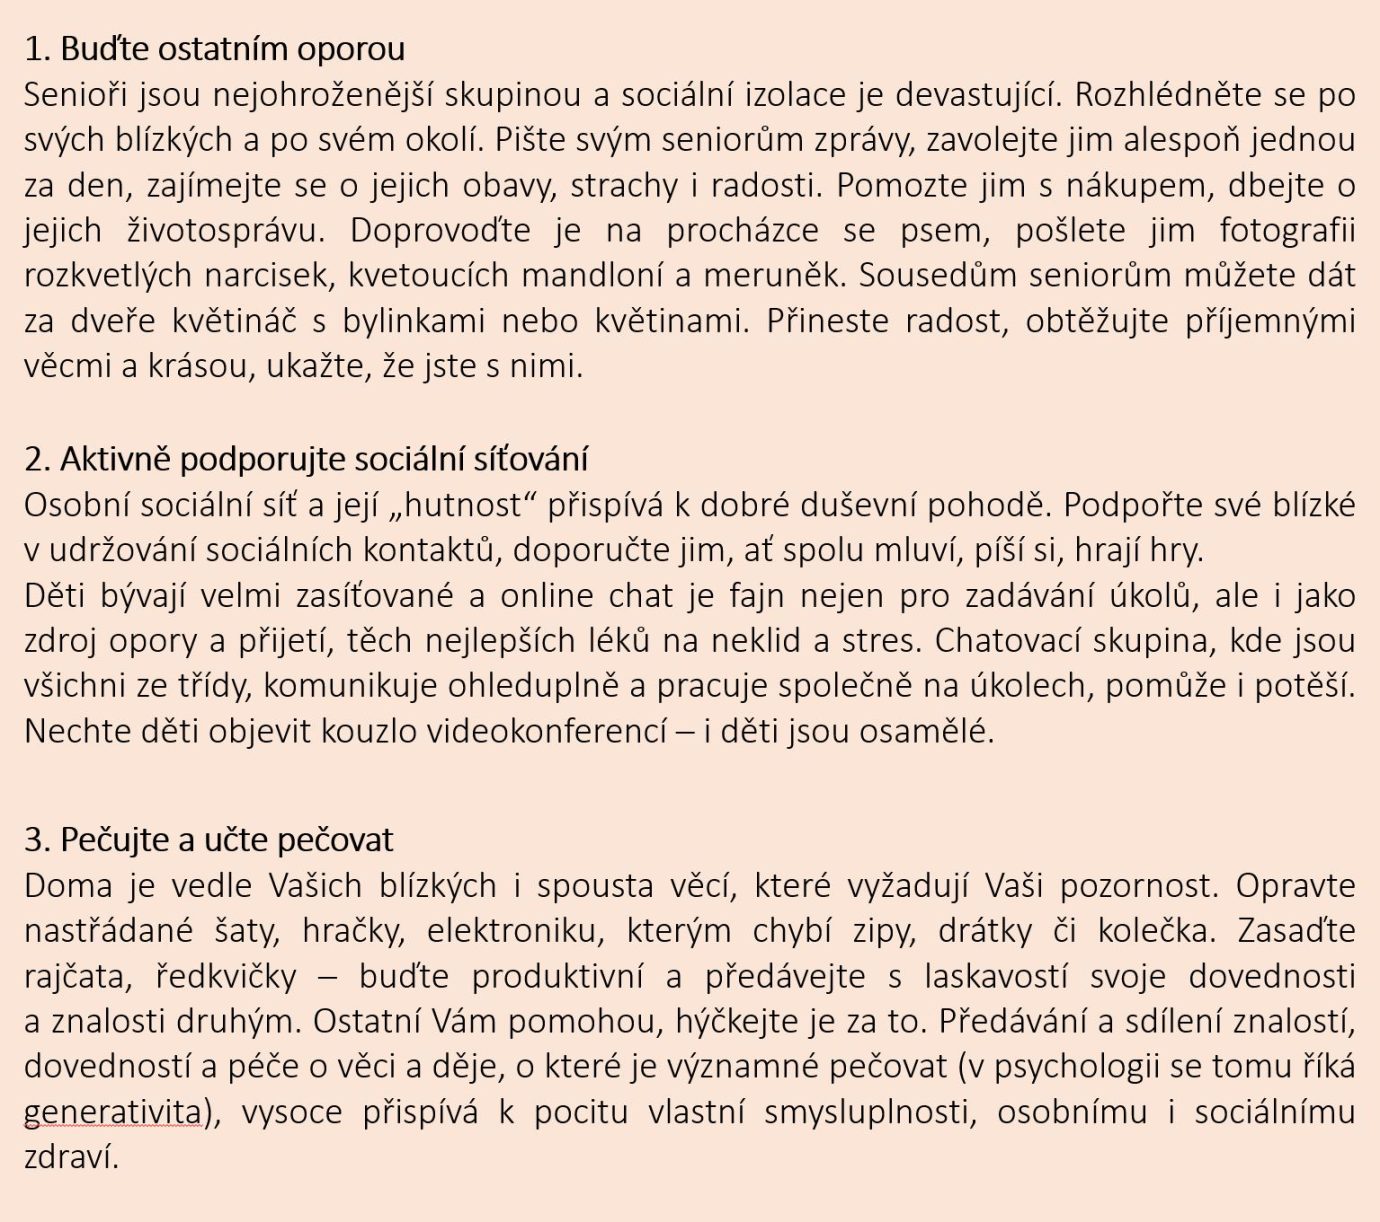 1. Buďte ostatním oporou
Senioři jsou nejohroženější skupinou a sociální izolace je devastující. Rozhlédněte se po
svých blízkých a po svém okolí. Pište svým seniorům zprávy, zavolejte jim alespoň jednou
za den, zajímejte se o jejich obavy, strachy i radosti. Pomozte jim s nákupem, dbejte o
jejich životosprávu. Doprovoďte je na procházce se psem, pošlete jim fotografii
rozkvetlých narcisek, kvetoucích mandloní a meruněk. Sousedům seniorům můžete dát
za dveře květináč s bylinkami nebo květinami. Přineste radost, obtěžujte příjemnými
věcmi a krásou, ukažte, že jste s nimi.
2. Aktivně podporujte sociální síťování
Osobní sociální síť a její „hutnost“ přispívá k dobré duševní pohodě. Podpořte své blízké
v udržování sociálních kontaktů, doporučte jim, ať spolu mluví, píší si, hrají hry.
Děti bývají velmi zasíťované a online chat je fajn nejen pro zadávání úkolů, ale i jako
zdroj opory a přijetí, těch nejlepších léků na neklid a stres. Chatovací skupina, kde jsou
všichni ze třídy, komunikuje ohleduplně a pracuje společně na úkolech, pomůže i potěší.
Nechte děti objevit kouzlo videokonferencí – i děti jsou osamělé.
3. Pečujte a učte pečovat
Doma je vedle Vašich blízkých i spousta věcí, které vyžadují Vaši pozornost. Opravte
nastřádané šaty, hračky, elektroniku, kterým chybí zipy, drátky či kolečka. Zasaďte
rajčata, ředkvičky – buďte produktivní a předávejte s laskavostí svoje dovednosti
a znalosti druhým. Ostatní Vám pomohou, hýčkejte je za to. Předávání a sdílení znalostí,
dovedností a péče o věci a děje, o které je významné pečovat (v psychologii se tomu říká
generativita), vysoce přispívá k pocitu vlastní smysluplnosti, osobnímu i sociálnímu
zdraví.